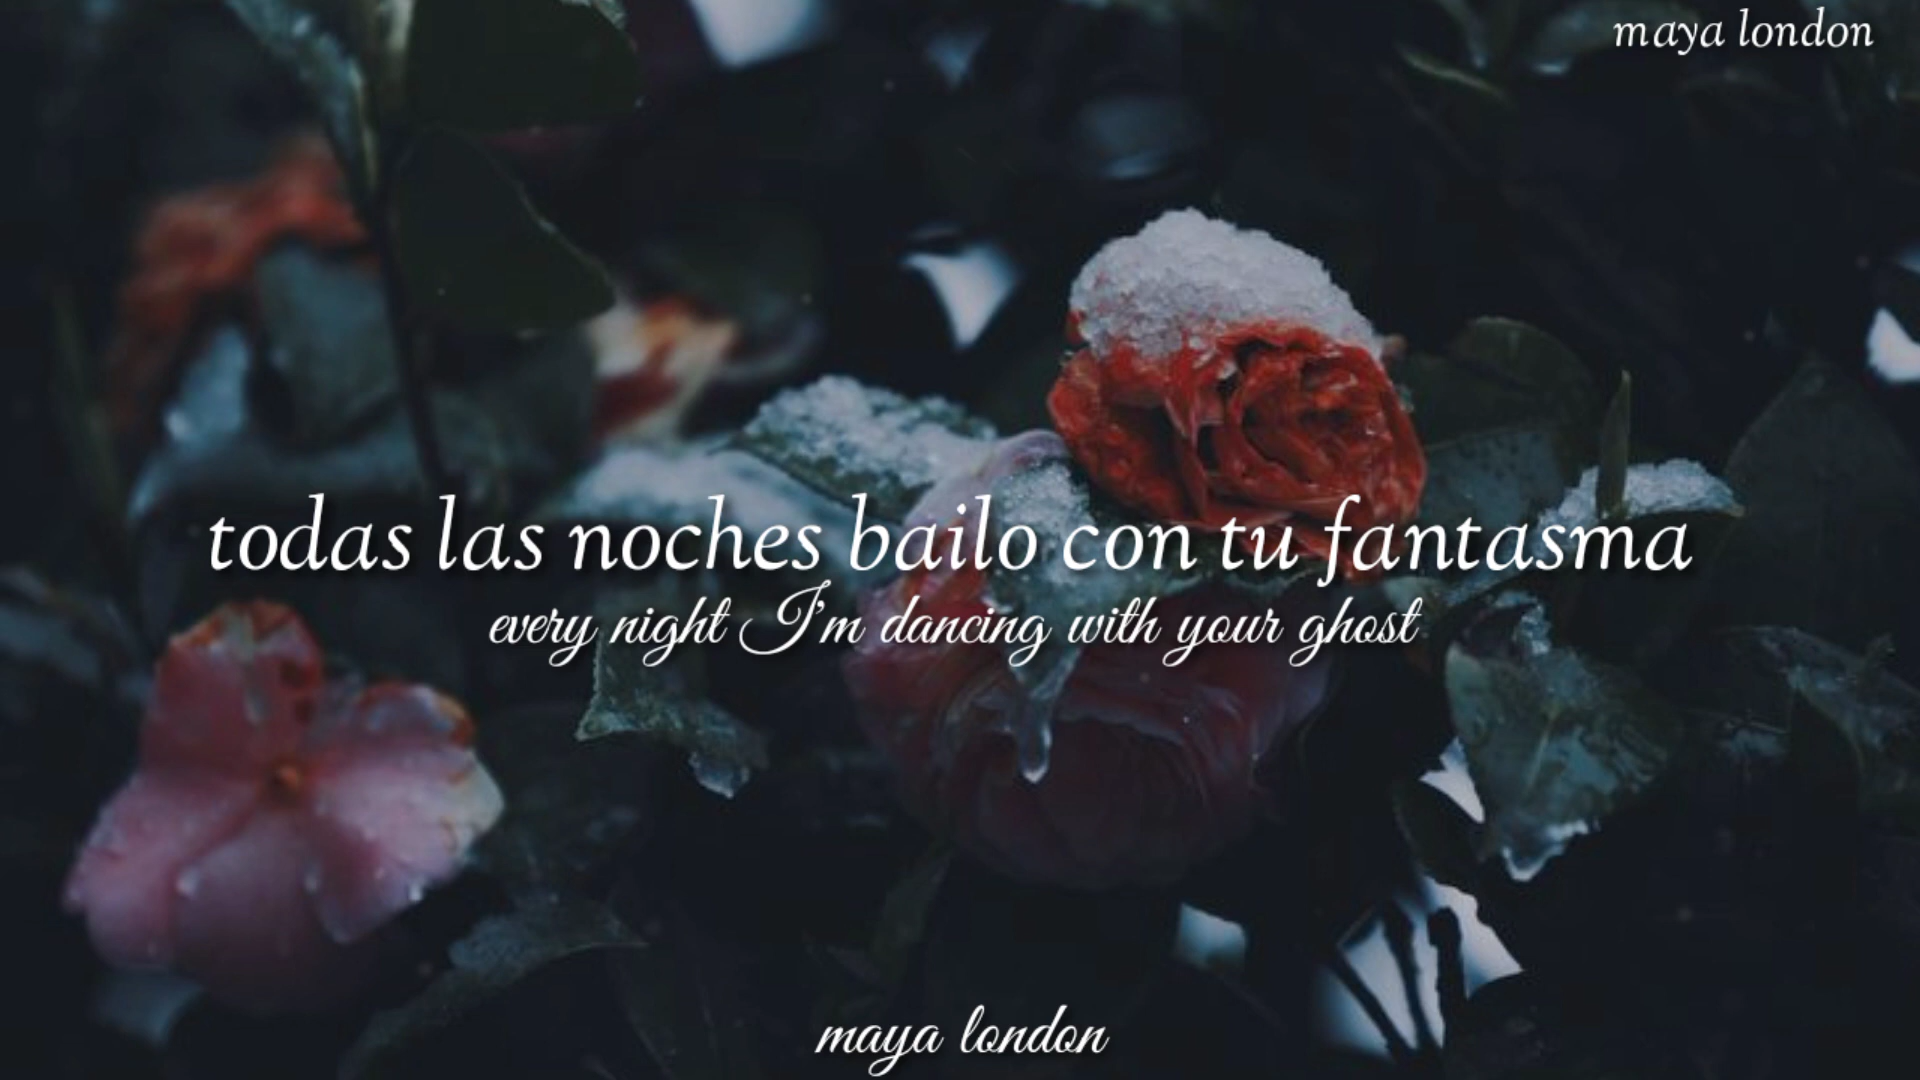 maya london
todas las noches bailo con tu fantasma
every night I'm dancing with your ghost
maya london